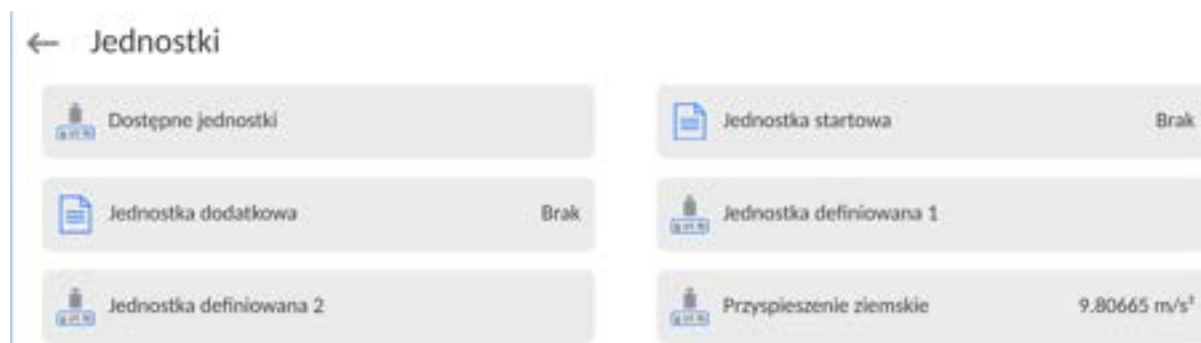 ← Jednostki
Dostępne jednostki
Jednostka startowa Brak
Jednostka dodatkowa Brak
Jednostka definiowana 1
Jednostka definiowana 2
Przyspieszenie ziemskie 9.80665 m/s²